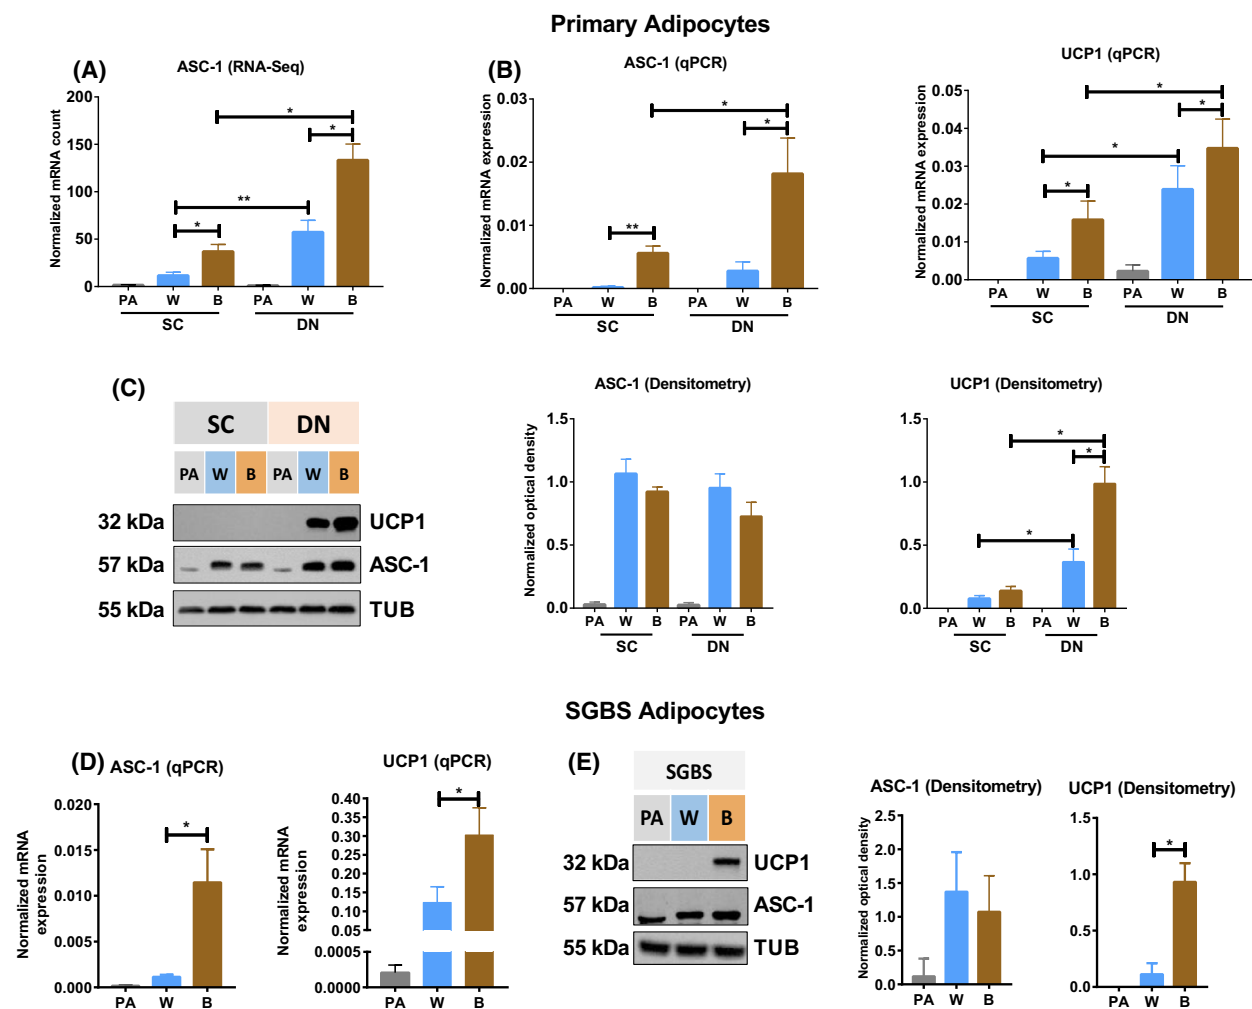 Primary Adipocytes
(A)
ASC-1 (RNA-Seq)
Normalized mRNA count
200
150
100
50
0
*
*
**
*
PA W B PA W B
SC DN
(B)
ASC-1 (qPCR)
Normalized mRNA expression
0.03
0.02
0.01
0.00
*
*
**
PA W B PA W B
SC DN
UCP1 (qPCR)
Normalized mRNA expression
0.05
0.04
0.03
0.02
0.01
0.00
*
*
*
*
PA W B PA W B
SC DN
(C)
SC DN
PA W B PA W B
32 kDa UCP1
57 kDa ASC-1
55 kDa TUB
ASC-1 (Densitometry)
Normalized optical density
1.5
1.0
0.5
0.0
PA W B PA W B
SC DN
UCP1 (Densitometry)
1.5
1.0
0.5
0.0
*
*
*
PA W B PA W B
SC DN
SGBS Adipocytes
(D)
ASC-1 (qPCR)
Normalized mRNA
expression
0.020
0.015
0.010
0.005
0.000
*
PA W B
UCP1 (qPCR)
Normalized mRNA
expression
0.40
0.35
0.30
0.25
0.20
0.15
0.10
0.05
0.0005
0.0000
*
PA W B
(E)
SGBS
PA W B
32 kDa UCP1
57 kDa ASC-1
55 kDa TUB
ASC-1 (Densitometry)
Normalized optical density
2.5
2.0
1.5
1.0
0.5
0.0
PA W B
UCP1 (Densitometry)
1.5
1.0
0.5
0.0
*
PA W B